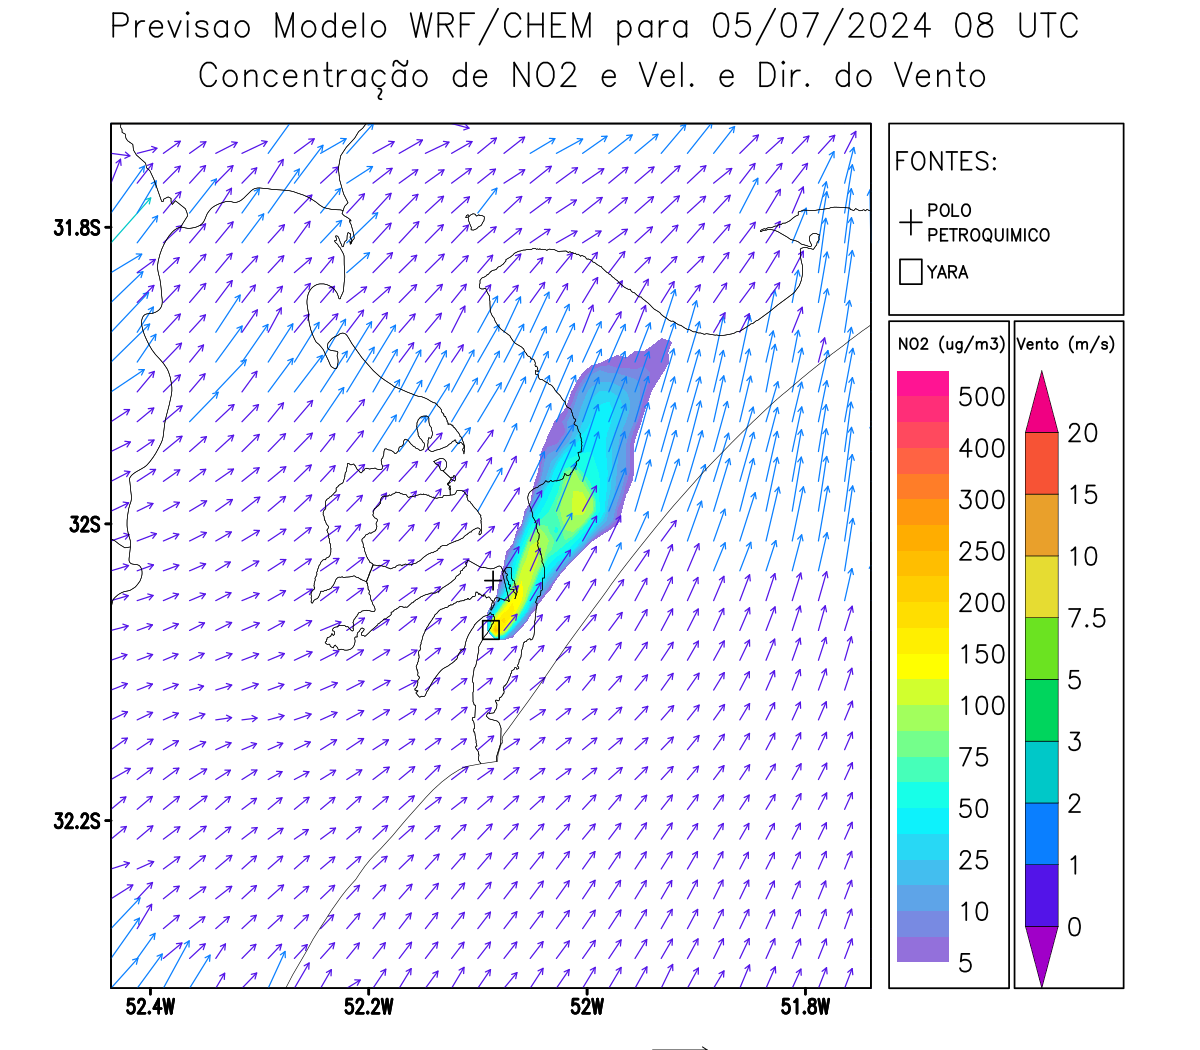 Previsao Modelo WRF/CHEM para 05/07/2024 08 UTC
Concentração de NO2 e Vel. e Dir. do Vento
FONTES:
POLO
PETROQUIMICO
YARA
31.8S
32S
32.2S
52.4W
52.2W
52W
51.8W
NO2 (ug/m3)
500
400
300
250
200
150
100
75
50
25
10
5
Vento (m/s)
20
15
10
7.5
5
3
2
1
0